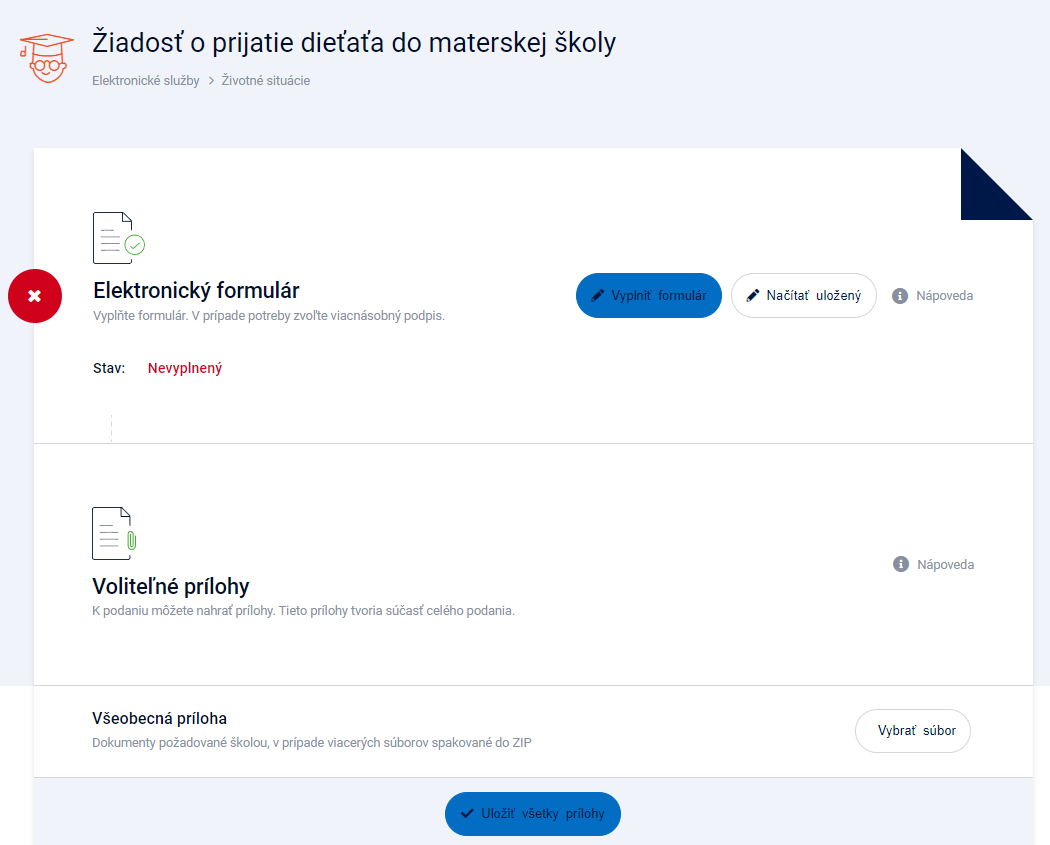 Žiadosť o prijatie dieťaťa do materskej školy
Elektronické služby > Životné situácie
Elektronický formulár
Vyplňte formulár. V prípade potreby zvoľte viacnásobný podpis.
Vyplniť formulár
Načítať uložený
Nápoveda
Stav: Nevyplnený
Voliteľné prílohy
K podaniu môžete nahrať prílohy. Tieto prílohy tvoria súčasť celého podania.
Nápoveda
Všeobecná príloha
Dokumenty požadované školou, v prípade viacerých súborov spakované do ZIP
Vybrať súbor
Uložiť všetky prílohy